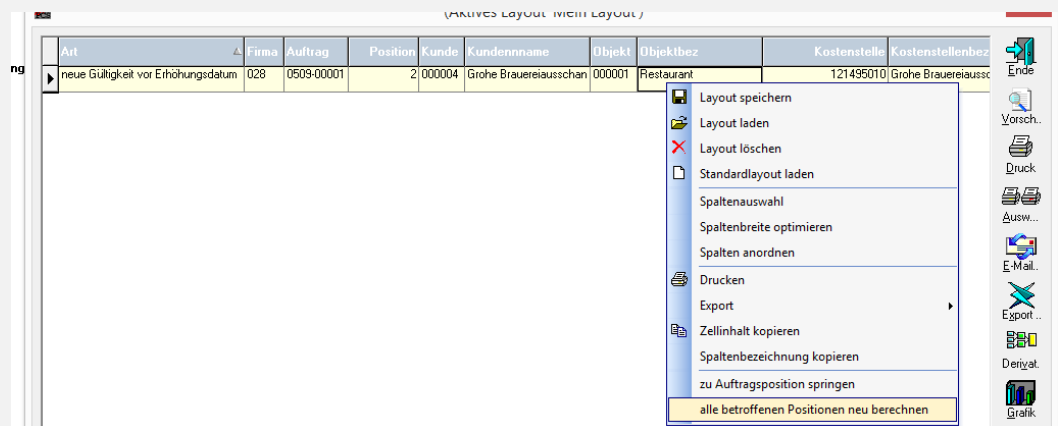 (Aktives Layout 'Mein Layout')
ng
Art Firma Auftrag Position Kunde Kundennname Objekt Objektbez Kostenstelle Kostenstellenbez
neue Gültigkeit vor Erhöhungsdatum 028 0509-00001 2 000004 Grohe Brauereiausschan 000001 Restaurant 121495010 Grohe Brauereiaussc
Layout speichern
Layout laden
Layout löschen
Standardlayout laden
Spaltenauswahl
Spaltenbreite optimieren
Spalten anordnen
Drucken
Export
Zellinhalt kopieren
Spaltenbezeichnung kopieren
zu Auftragsposition springen
alle betroffenen Positionen neu berechnen
Ende
Vorsch..
Druck
Ausw...
E-Mail..
Export ..
Derivat.
Grafik